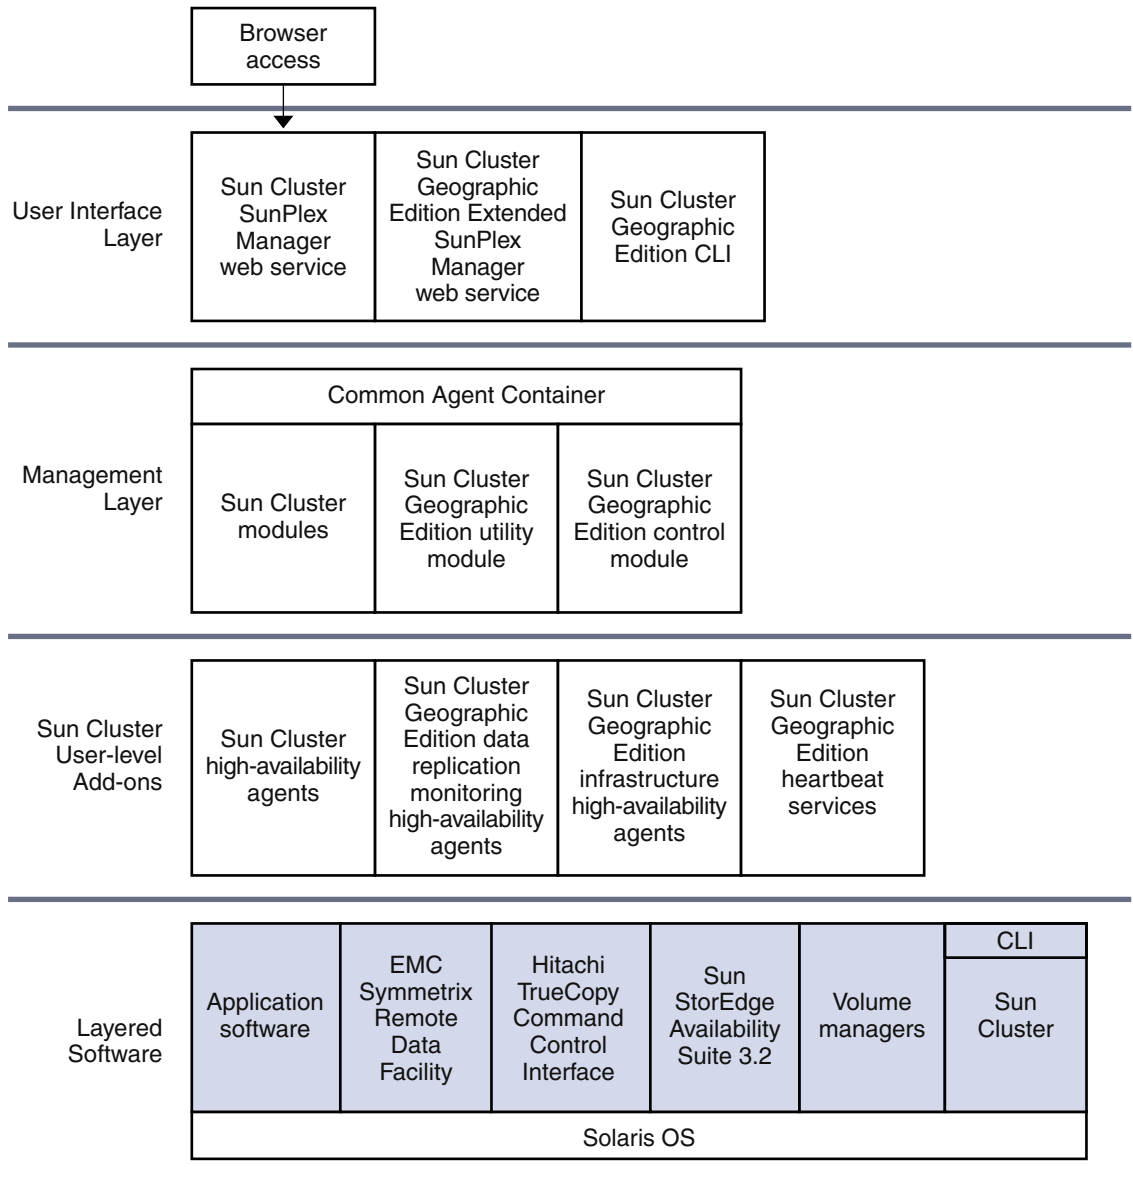 Browser
access
User Interface
Layer
Sun Cluster
SunPlex
Manager
web service
Sun Cluster
Geographic
Edition Extended
SunPlex
Manager
web service
Sun Cluster
Geographic
Edition CLI
Management
Layer
Common Agent Container
Sun Cluster
modules
Sun Cluster
Geographic
Edition utility
module
Sun Cluster
Geographic
Edition control
module
Sun Cluster
User-level
Add-ons
Sun Cluster
high-availability
agents
Sun Cluster
Geographic
Edition data
replication
monitoring
high-availability
agents
Sun Cluster
Geographic
Edition
infrastructure
high-availability
agents
Sun Cluster
Geographic
Edition
heartbeat
services
Layered
Software
Application
software
EMC
Symmetrix
Remote
Data
Facility
Hitachi
TrueCopy
Command
Control
Interface
Sun
StorEdge
Availability
Suite 3.2
Volume
managers
CLI
Sun
Cluster
Solaris OS